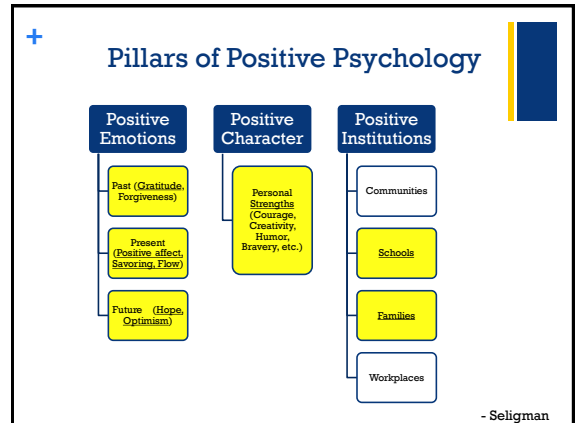 +
Pillars of Positive Psychology
Positive
Emotions
Past (Gratitude,
Forgiveness)
Present
(Positive affect,
Savoring, Flow)
Future (Hope,
Optimism)
Positive
Character
Personal
Strengths
(Courage,
Creativity,
Humor,
Bravery, etc.)
Positive
Institutions
Communities
Schools
Families
Workplaces
- Seligman